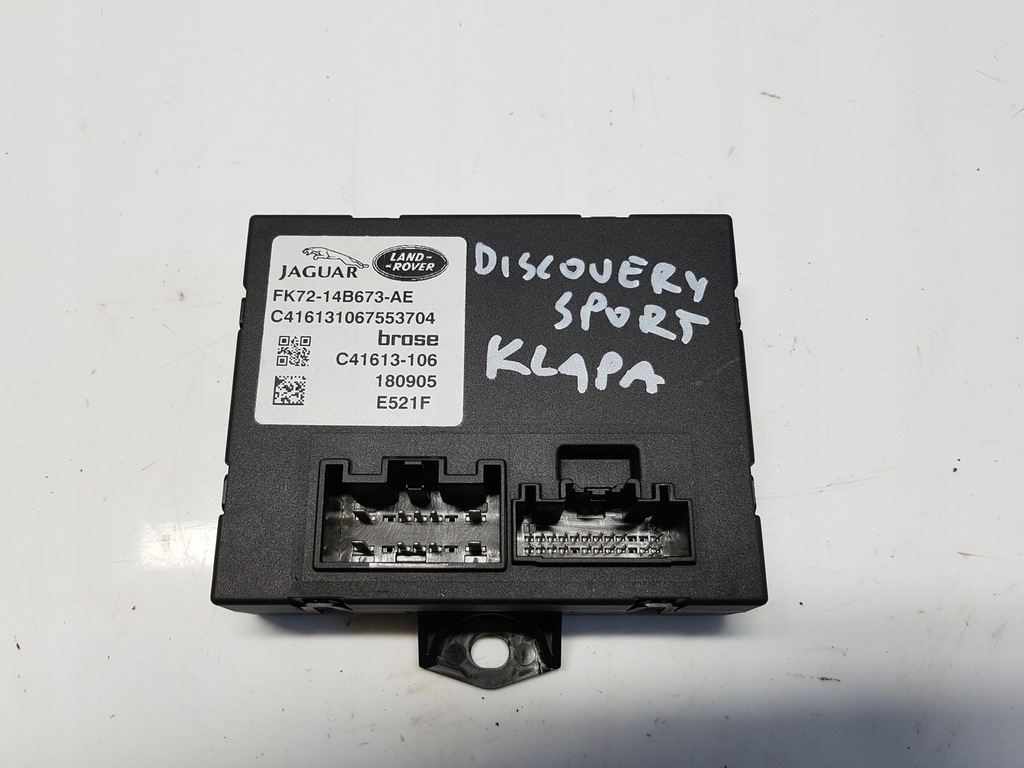 JAGUAR
LAND-
-ROVER
FK72-14B673-AE
C416131067553704
brose
C41613-106
180905
E521F
DISCOVERY
SPORT
KLAPA